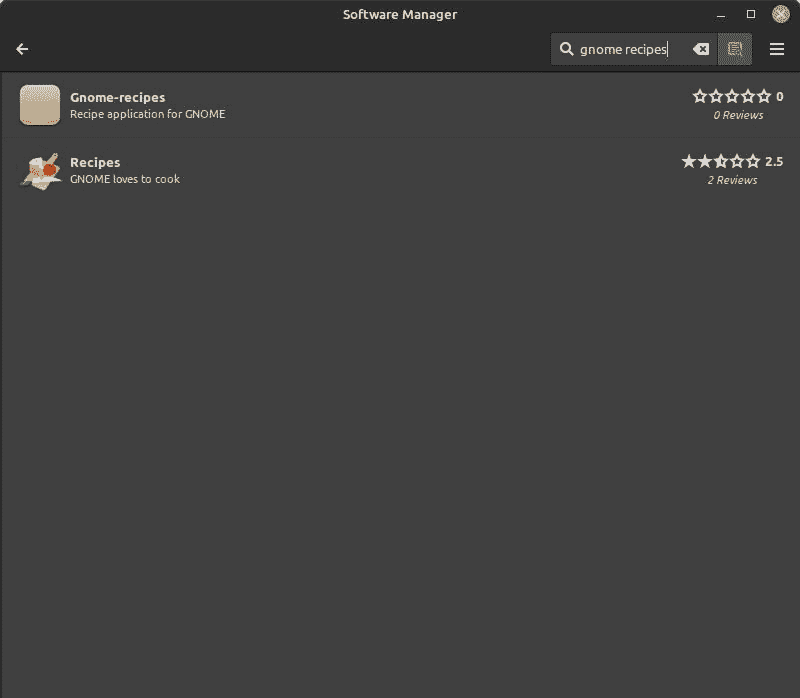 Software Manager
gnome recipes
Gnome-recipes
0
Recipe application for GNOME
0 Reviews
Recipes
2.5
GNOME loves to cook
2 Reviews